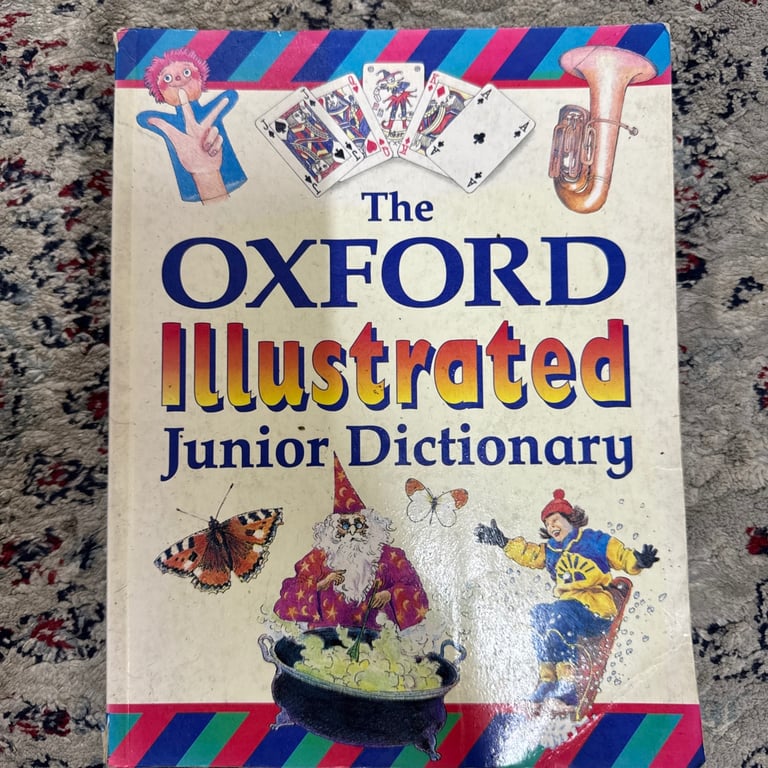 The
OXFORD
Illustrated
Junior Dictionary